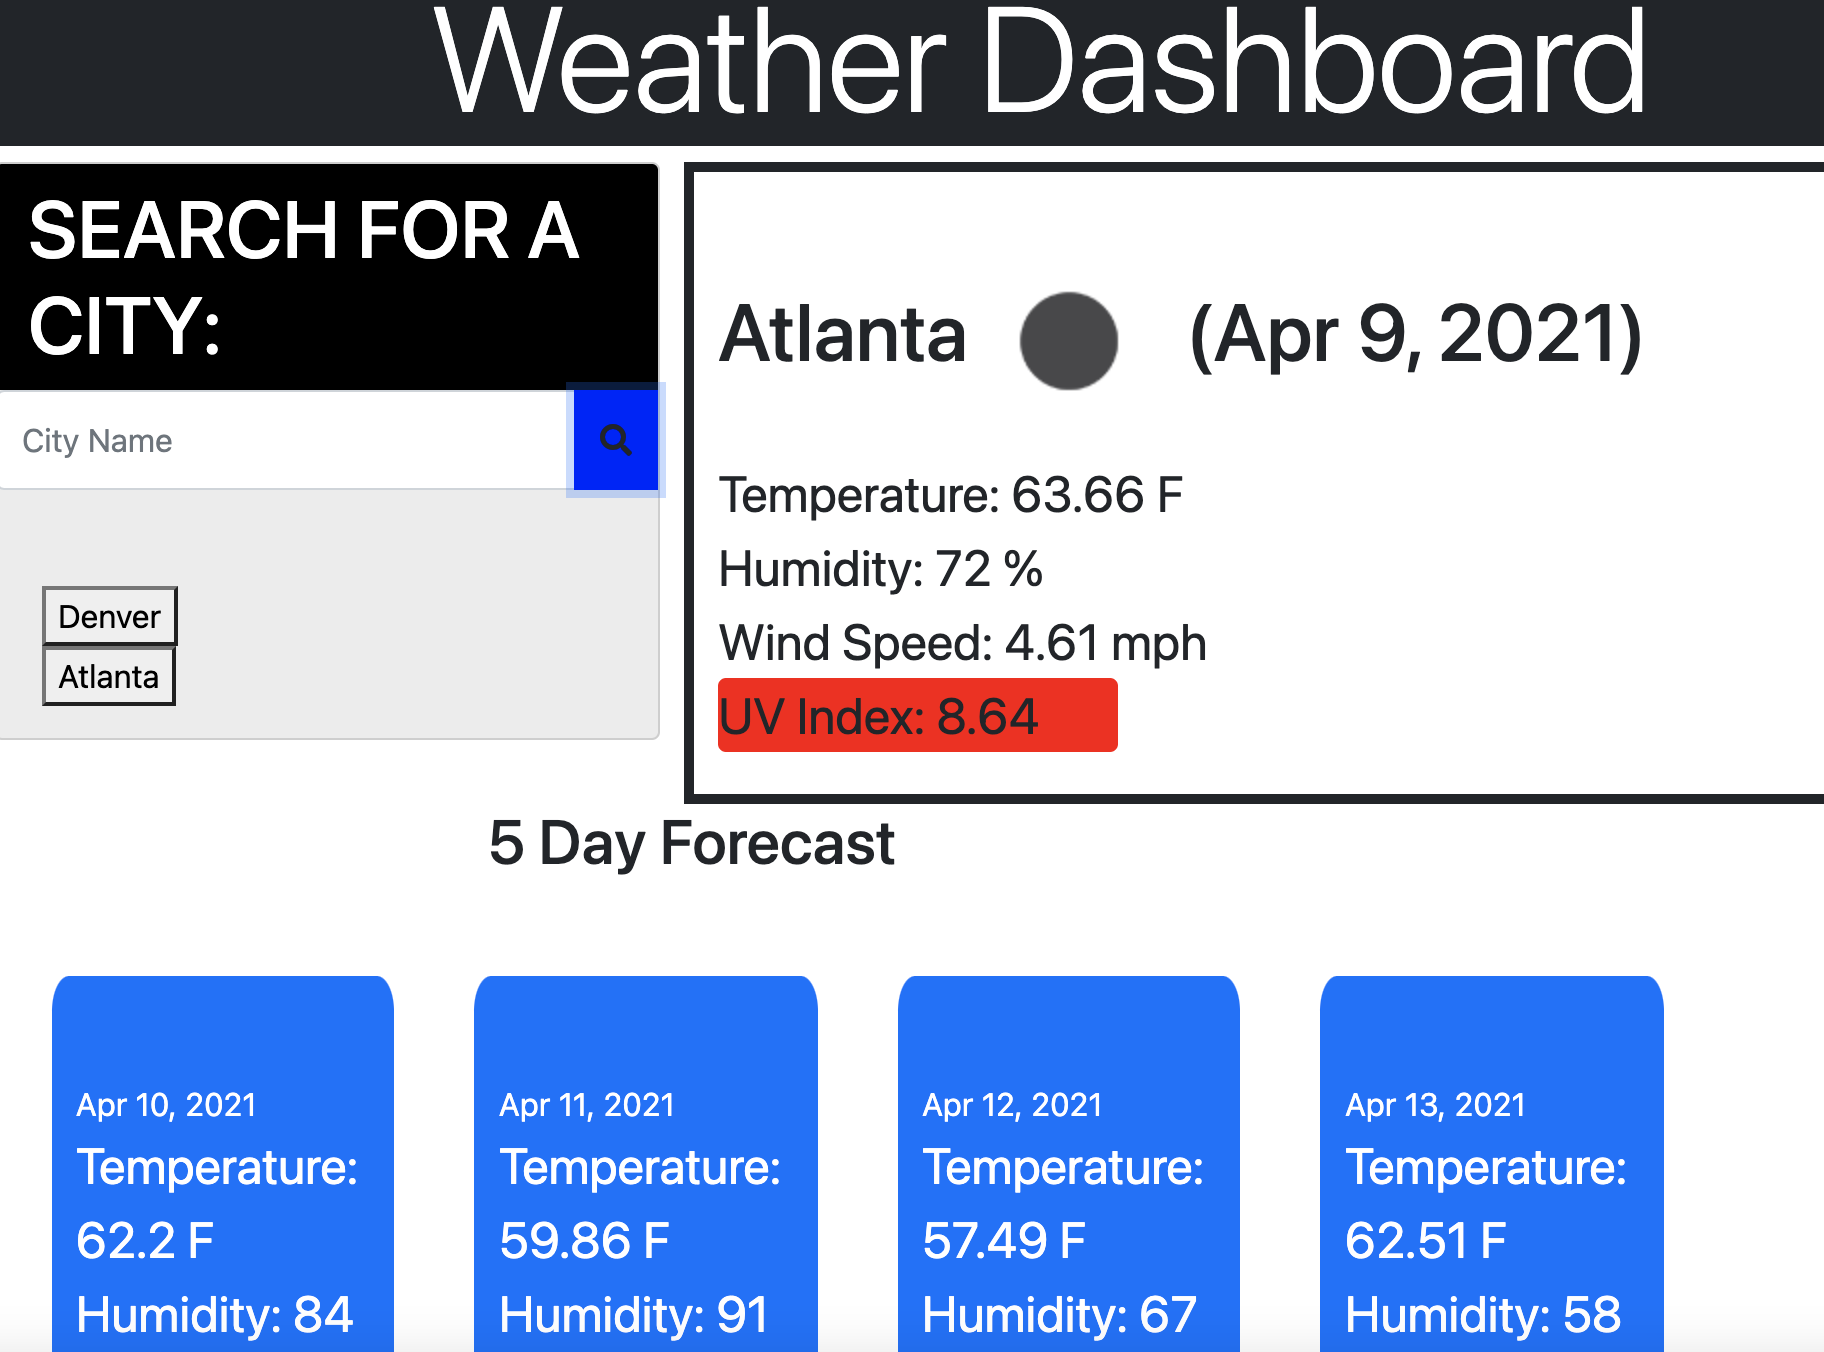 Weather Dashboard
SEARCH FOR A
CITY:
City Name
Denver
Atlanta
Atlanta (Apr 9, 2021)
Temperature: 63.66 F
Humidity: 72 %
Wind Speed: 4.61 mph
UV Index: 8.64
5 Day Forecast
Apr 10, 2021
Temperature:
62.2 F
Humidity: 84
Apr 11, 2021
Temperature:
59.86 F
Humidity: 91
Apr 12, 2021
Temperature:
57.49 F
Humidity: 67
Apr 13, 2021
Temperature:
62.51 F
Humidity: 58